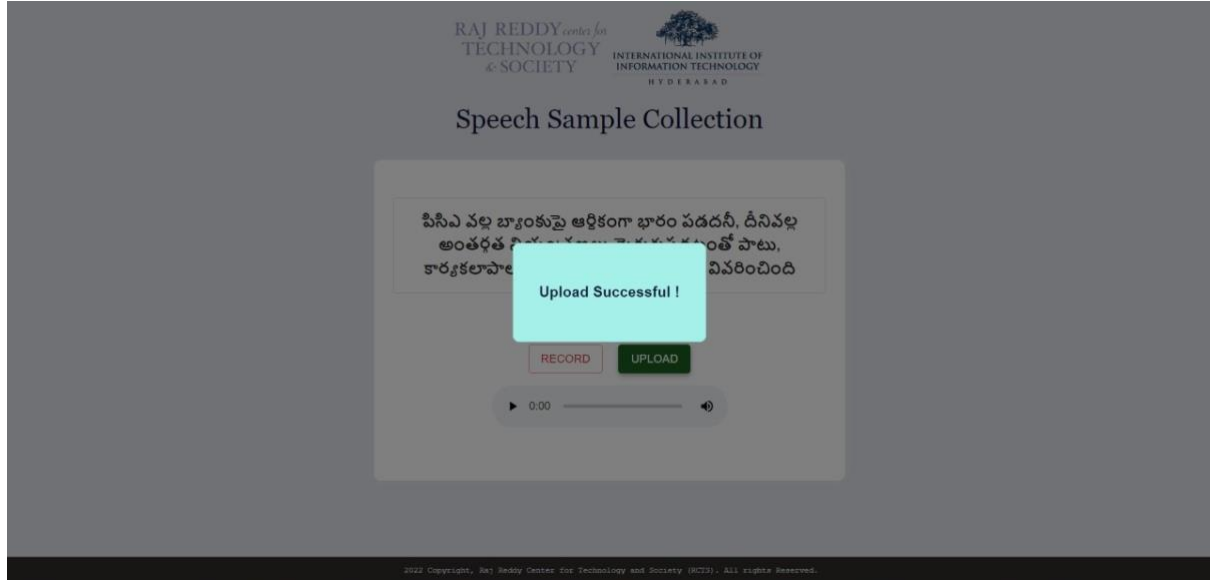 RAJ REDDY center for
TECHNOLOGY
& SOCIETY
INTERNATIONAL INSTITUTE OF
INFORMATION TECHNOLOGY
HYDERABAD
Speech Sample Collection
పిసిఎ వల్ల బ్యాంకుపై ఆర్థికంగా భారం పడదనీ, దీనివల్ల
అంతర్గత పాటు,
వివరించింది
Upload Successful !
RECORD
UPLOAD
0:00
2022 Copyright, Raj Reddy Center for Technology and Society (RCTS). All rights Reserved.